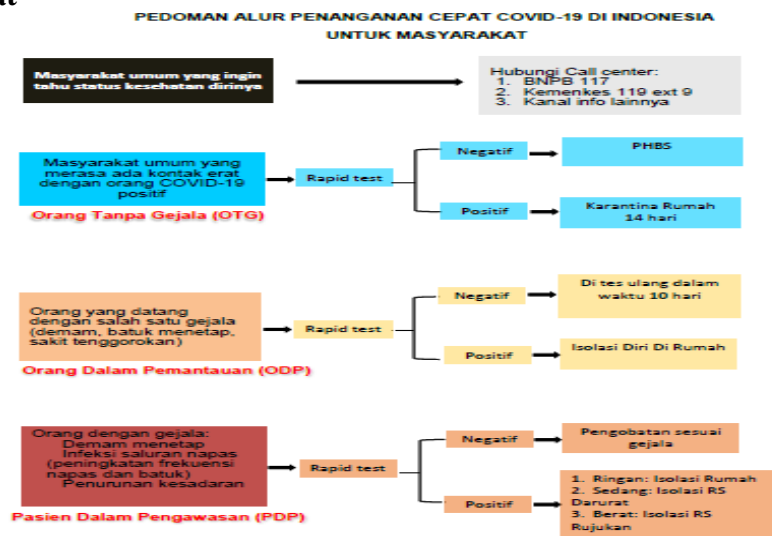 PEDOMAN ALUR PENANGANAN CEPAT COVID-19 DI INDONESIA
UNTUK MASYARAKAT
Masyarakat umum yang ingin
tahu status kesehatan dirinya
Hubungi Call center:
1. BNPB 117
2. Kemenkes 119 ext 9
3. Kanal info lainnya
Masyarakat umum yang
merasa ada kontak erat
dengan orang COVID-19
positif
Orang Tanpa Gejala (OTG)
Rapid test
Negatif
PHBS
Positif
Karantina Rumah
14 hari
Orang yang datang
dengan salah satu gejala
(demam, batuk menetap,
sakit tenggorokan)
Orang Dalam Pemantauan (ODP)
Rapid test
Negatif
Di tes ulang dalam
waktu 10 hari
Positif
Isolasi Diri Di Rumah
Orang dengan gejala:
Demam menetap
Infeksi saluran napas
(peningkatan frekuensi
napas dan batuk)
Penurunan kesadaran
Pasien Dalam Pengawasan (PDP)
Rapid test
Negatif
Pengobatan sesuai
gejala
Positif
1. Ringan: Isolasi Rumah
2. Sedang: Isolasi RS
Darurat
3. Berat: Isolasi RS
Rujukan